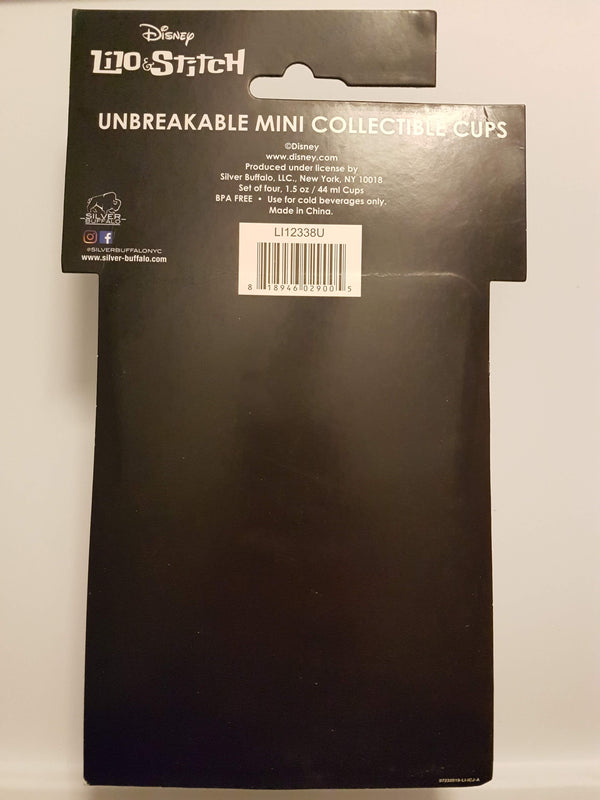 Disney
Lilo & Stitch
UNBREAKABLE MINI COLLECTIBLE CUPS
©Disney
www.disney.com
Produced under license by
Silver Buffalo, LLC., New York, NY 10018
Set of four, 1.5 oz / 44 ml Cups
BPA FREE • Use for cold beverages only.
Made in China.
SILVER
BUFFALO
@SILVERBUFFALONYC
www.silver-buffalo.com
LI12338U
8 18946 02900 5